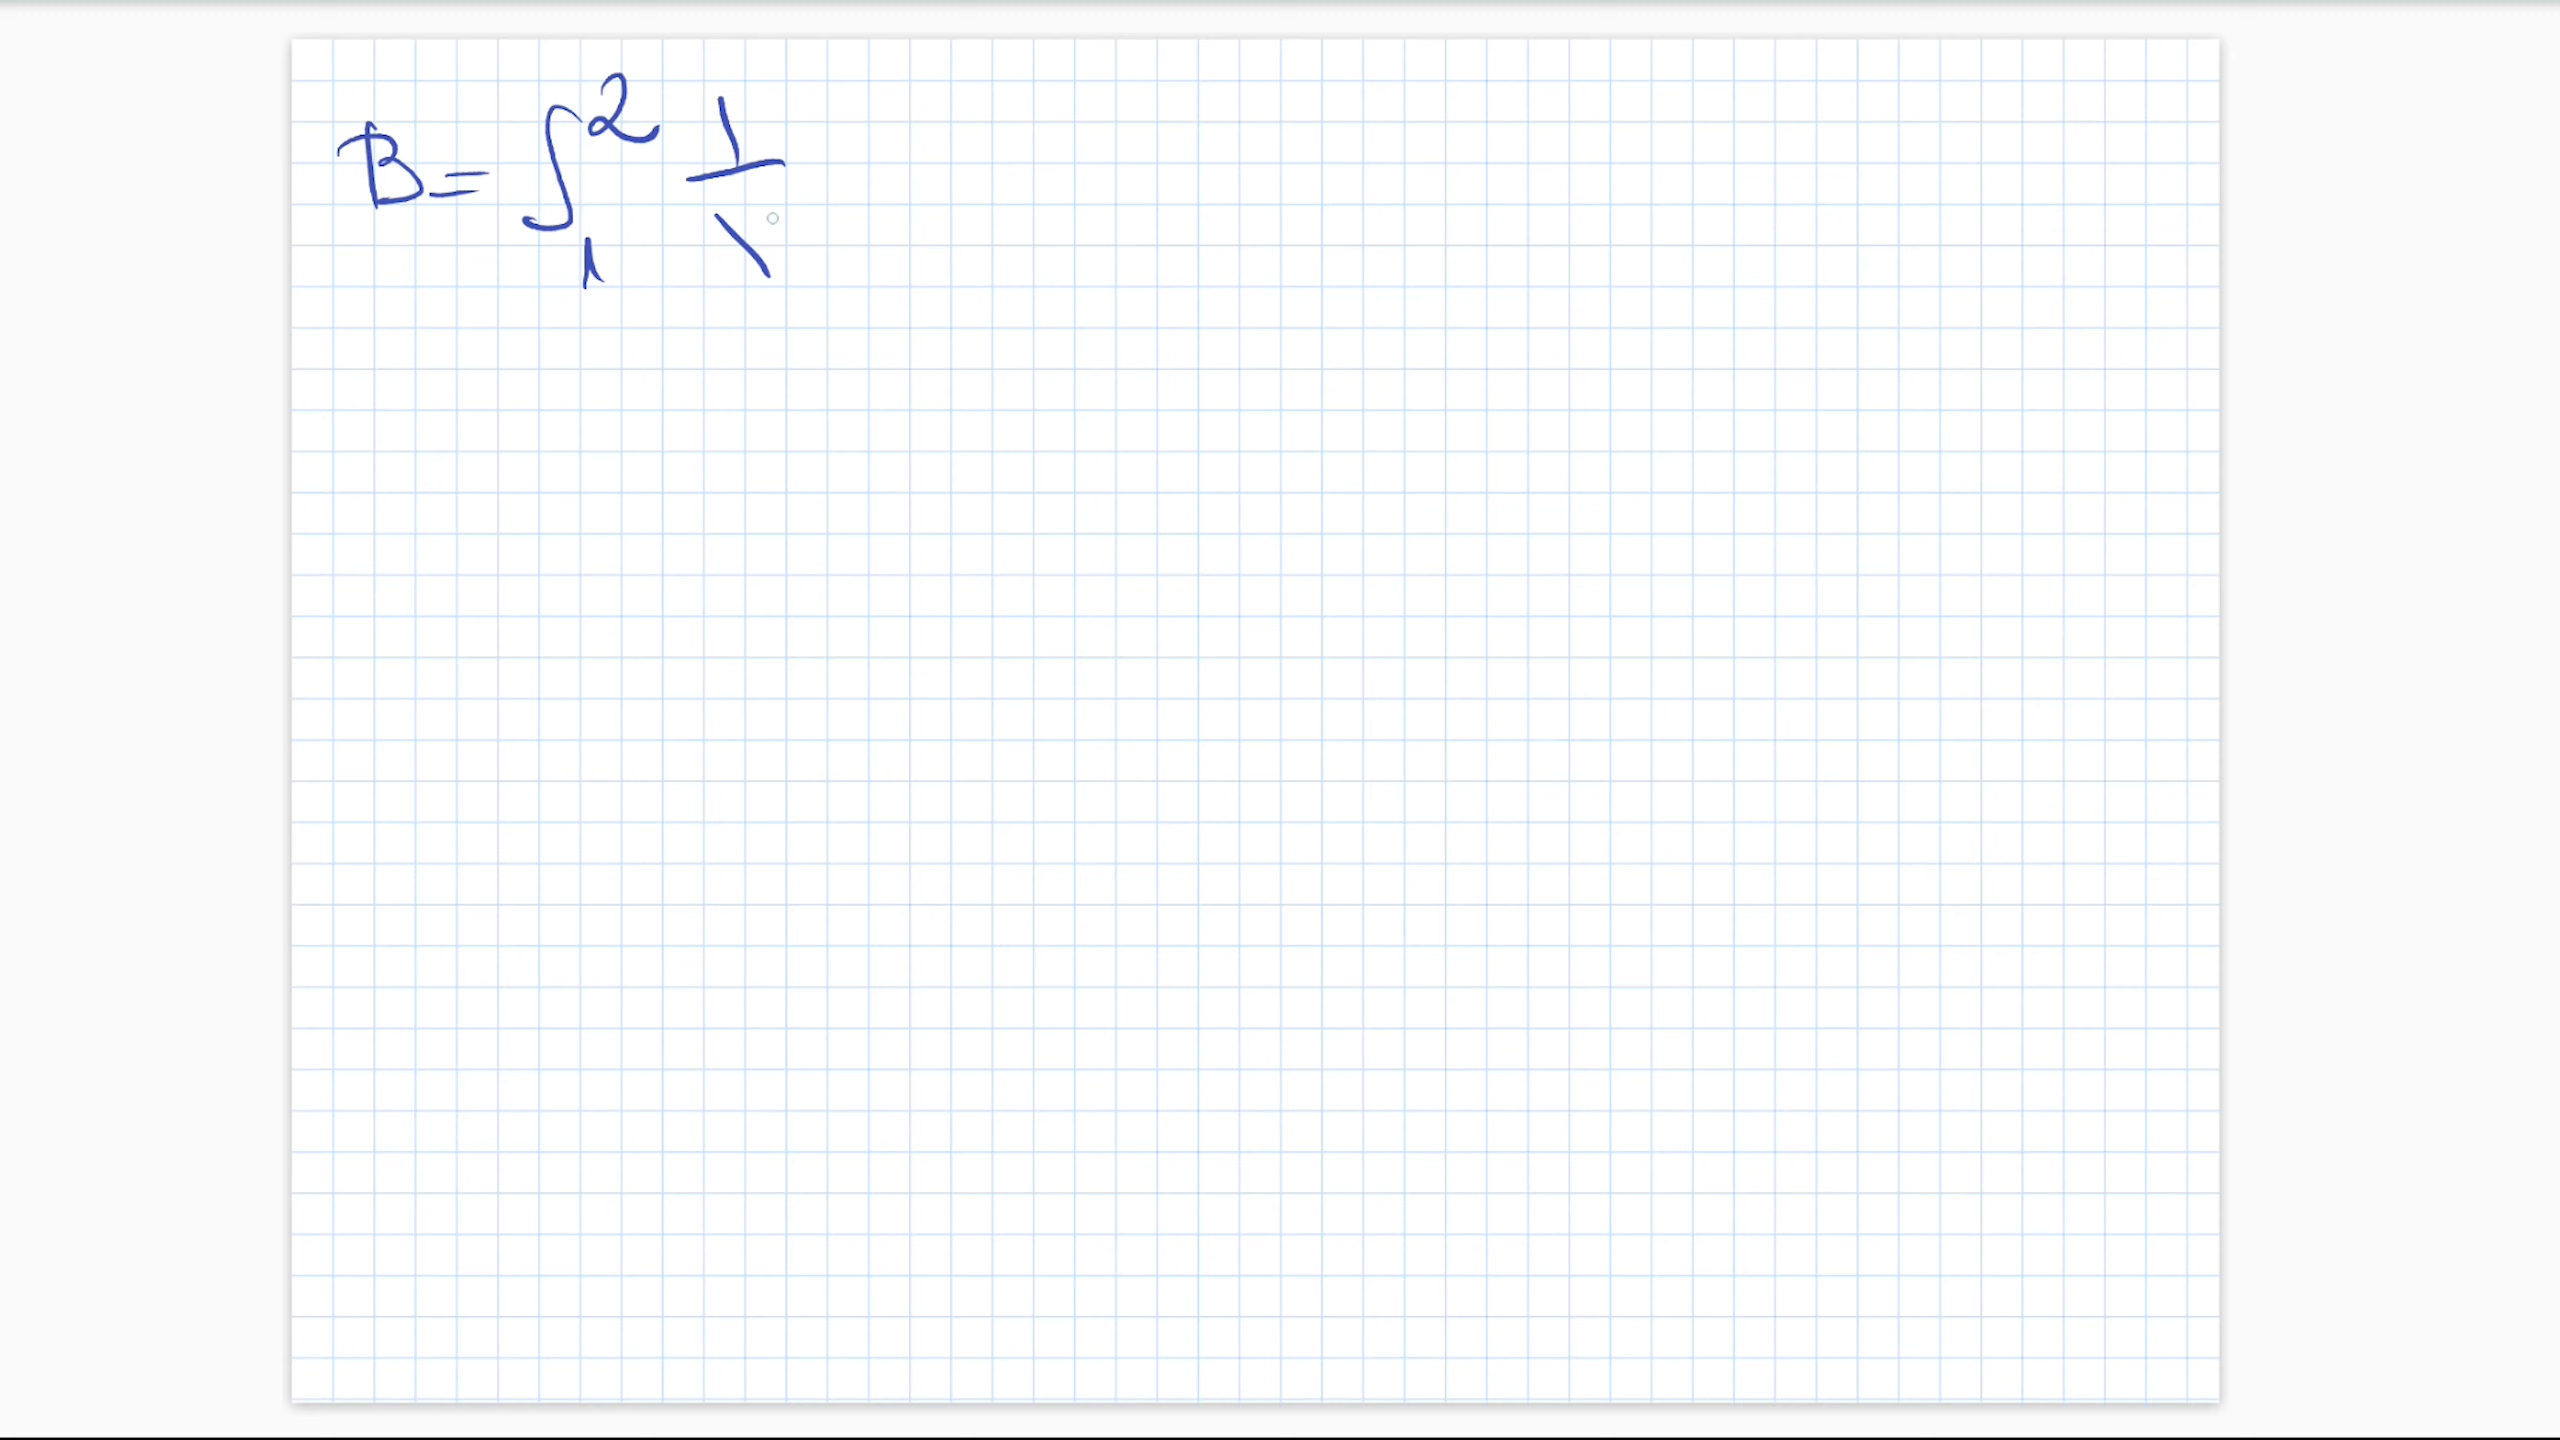 B = ∫₁² 1/\